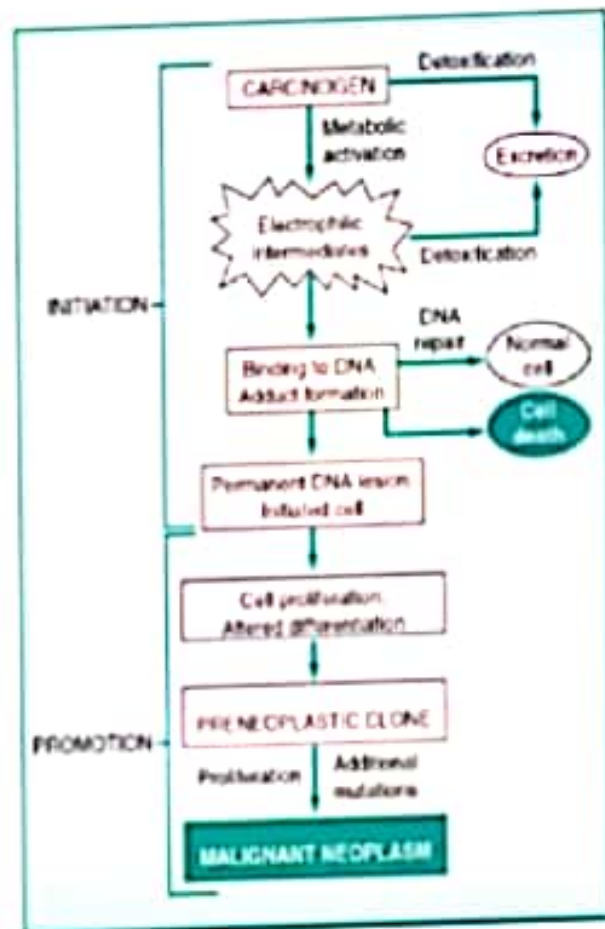 Detoxification
CARCINOGEN
Metabolic
activation
Excretion
Electrophilic
intermediates
Detoxification
INITIATION
DNA
repair
Normal
cell
Binding to DNA:
Adduct formation
Cell
death
Permanent DNA lesion:
Initiated cell
Cell proliferation:
Altered differentiation
PRENEOPLASTIC CLONE
PROMOTION
Proliferation
Additional
mutations
MALIGNANT NEOPLASM